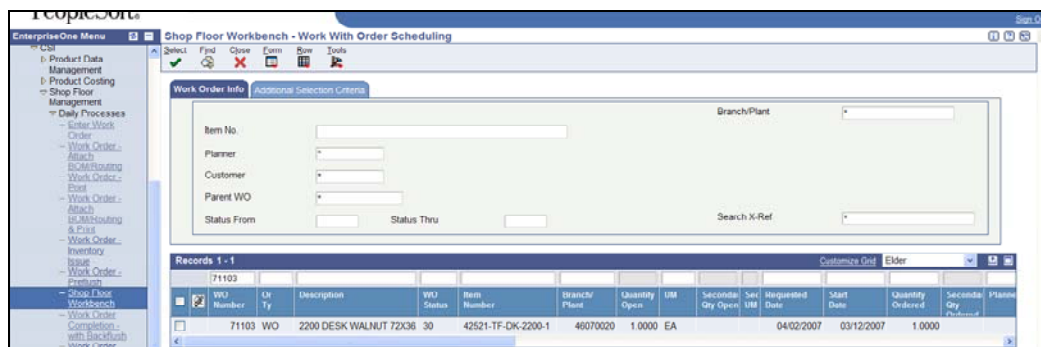 PeopleSoft®
Sign O
EnterpriseOne Menu
Shop Floor Workbench - Work With Order Scheduling
CSI
Product Data
Management
Product Costing
Shop Floor
Management
Daily Processes
Enter Work
Order
Work Order -
Attach
BOM/Routing
Work Order -
Print
Work Order -
Attach
BOM/Routing
& Print
Work Order -
Inventory
Issue
Work Order -
Preflush
Shop Floor
Workbench
Work Order
Completion -
with Backflush
Work Order
Select Find Close Form Row Tools
Work Order Info Additional Selection Criteria
Branch/Plant *
Item No.
Planner *
Customer *
Parent WO *
Status From Status Thru Search X-Ref *
Records 1 - 1 Customize Grid Elder
71103
WO Number Or Ty Description WO Status Item Number Branch/ Plant Quantity Open UM Secondar Qty Open Sec UM Requested Date Start Date Quantity Ordered Secondar Qty Ordered Planne
71103 WO 2200 DESK WALNUT 72X36 30 42521-TF-DK-2200-1 46070020 1.0000 EA 04/02/2007 03/12/2007 1.0000